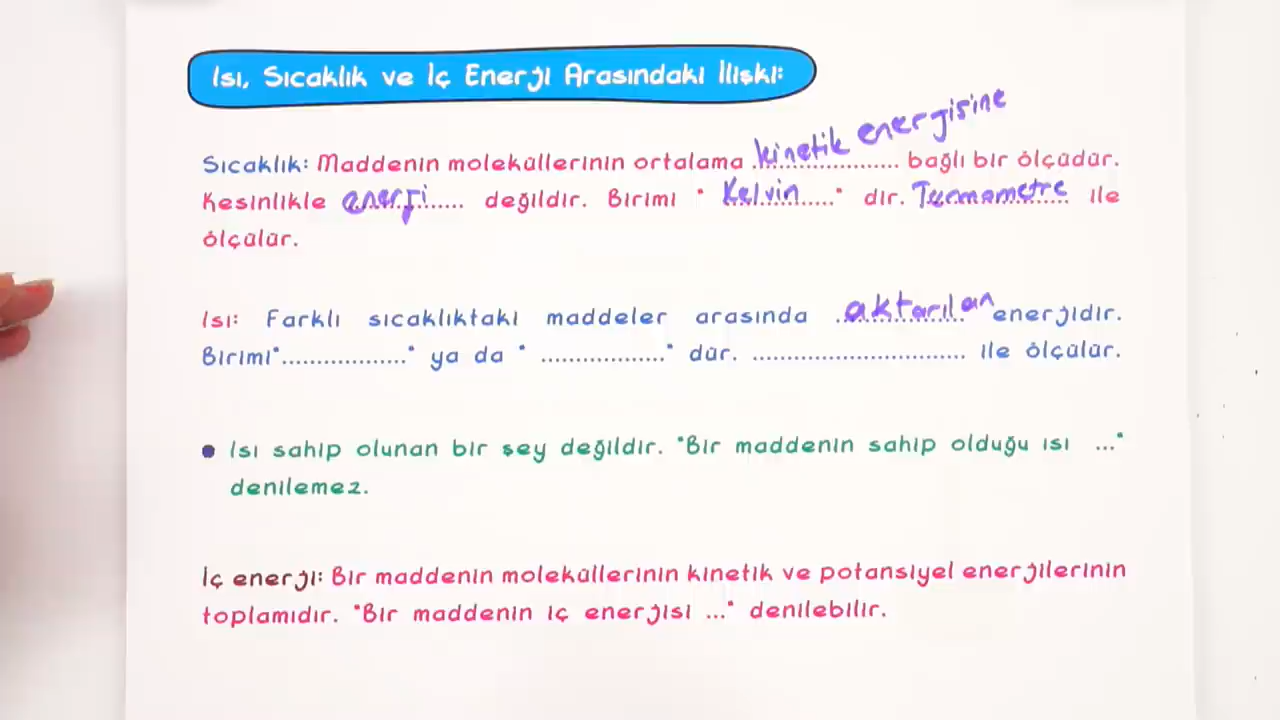 Isı, Sıcaklık ve İç Enerji Arasındaki İlişki:
Sıcaklık: Maddenin moleküllerinin ortalama kinetik energisine bağlı bir ölçüdür.
Kesinlikle enerji değildir. Birimi "Kelvin" dir. Termometre ile
ölçülür.
Isı: Farklı sıcaklıktaki maddeler arasında aktarılan enerjidir.
Birimi"................." ya da " ................." dür. ............................. ile ölçülür.
● Isı sahip olunan bir şey değildir. "Bir maddenin sahip olduğu ısı ..."
denilemez.
İç enerji: Bir maddenin moleküllerinin kinetik ve potansiyel enerjilerinin
toplamıdır. "Bir maddenin iç enerjisi ..." denilebilir.